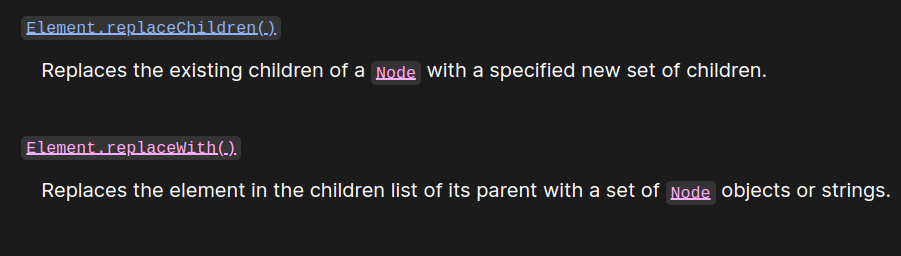 Element.replaceChildren()
Replaces the existing children of a Node with a specified new set of children.
Element.replaceWith()
Replaces the element in the children list of its parent with a set of Node objects or strings.